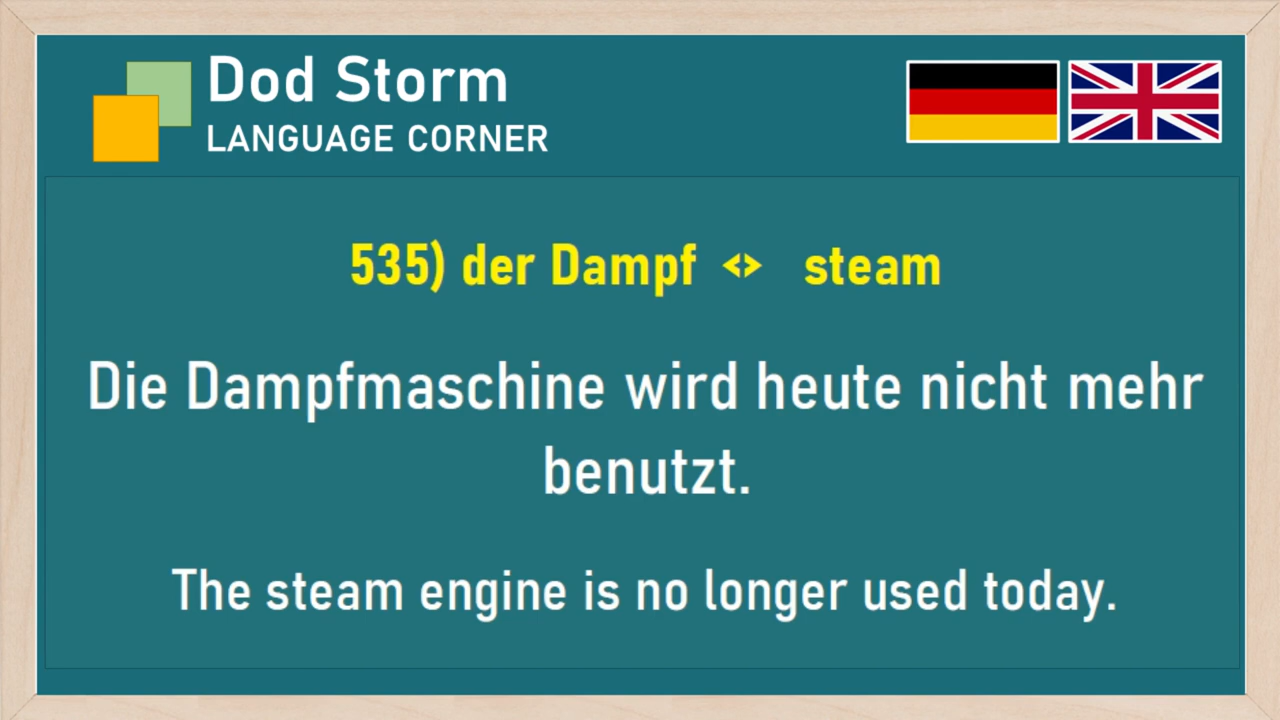 Dod Storm
LANGUAGE CORNER
535) der Dampf <> steam
Die Dampfmaschine wird heute nicht mehr
benutzt.
The steam engine is no longer used today.